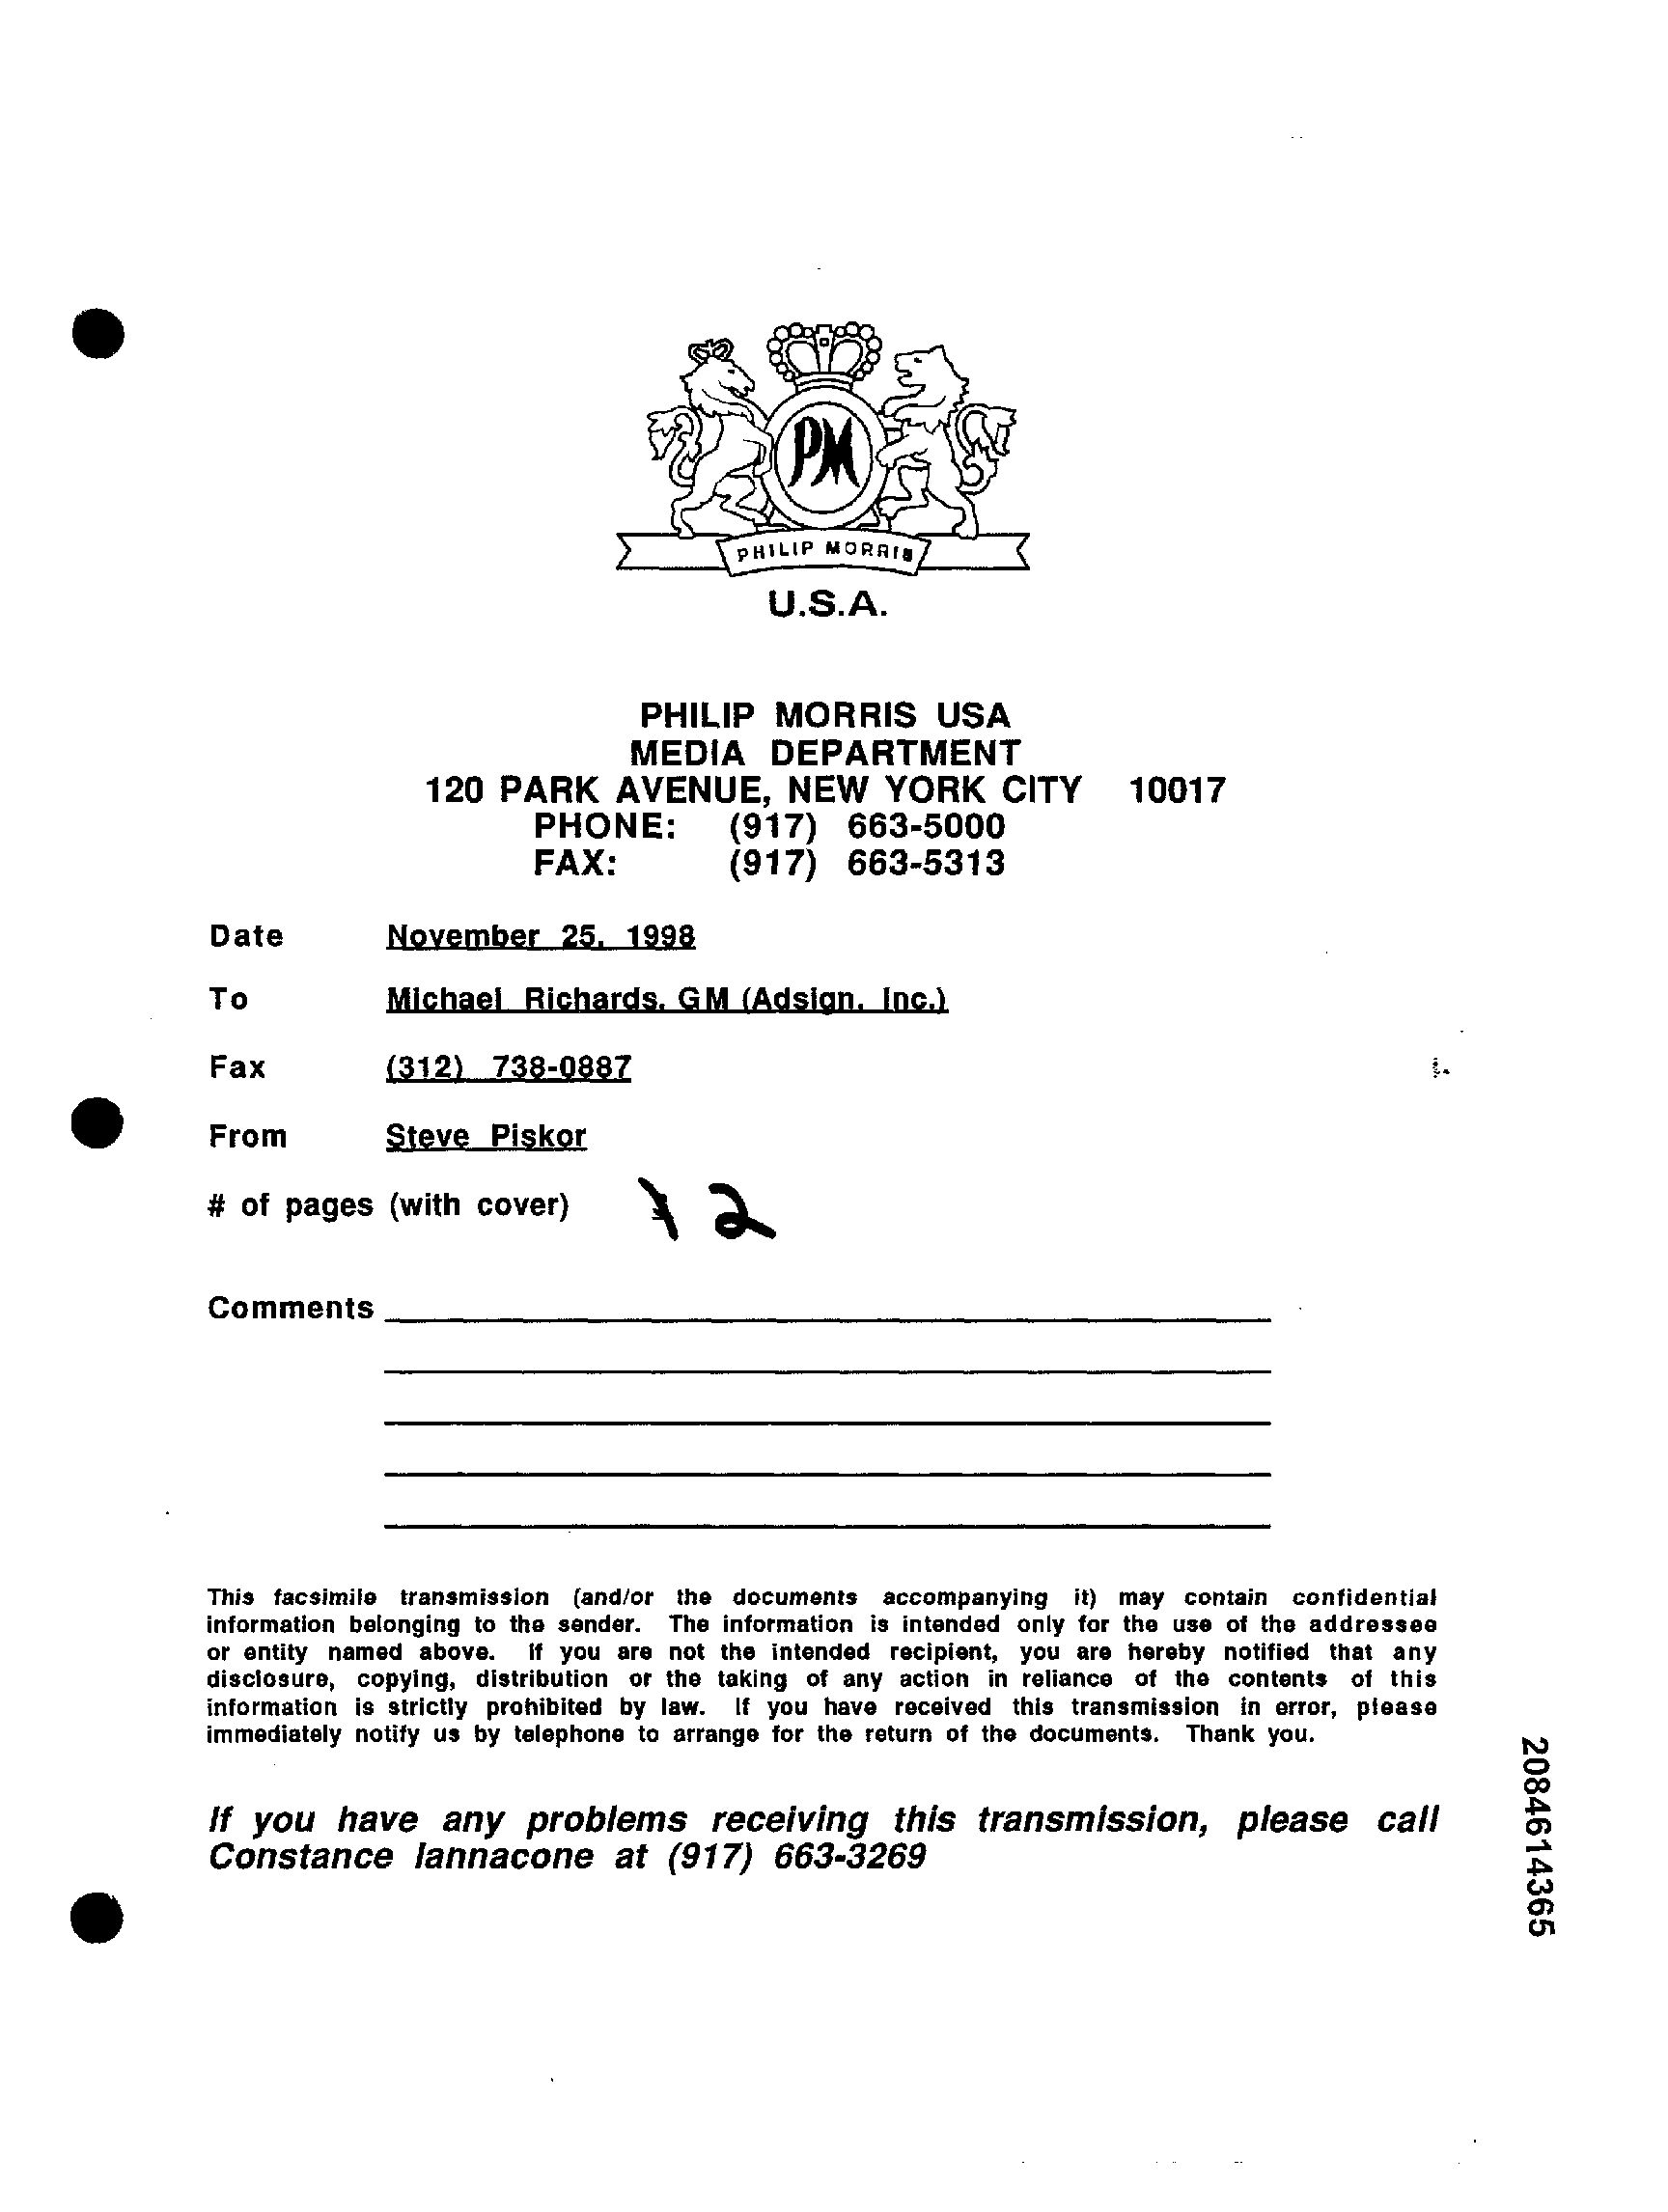 PM
PHILIP MORRIS
U.S.A.
PHILIP MORRIS USA
MEDIA DEPARTMENT
120 PARK AVENUE, NEW YORK CITY 10017
PHONE: (917) 663-5000
FAX: (917) 663-5313
Date November 25, 1998
To Michael Richards, GM (Adsign, Inc.)
Fax (312) 738-0887
From Steve Piskor
# of pages (with cover) 2
Comments
This facsimile transmission (and/or the documents accompanying it) may contain confidential
information belonging to the sender. The information is intended only for the use of the addressee
or entity named above. If you are not the intended recipient, you are hereby notified that any
disclosure, copying, distribution or the taking of any action in reliance of the contents of this
information is strictly prohibited by law. If you have received this transmission in error, please
immediately notify us by telephone to arrange for the return of the documents. Thank you.
If you have any problems receiving this transmission, please call
Constance Iannacone at (917) 663-3269
2084614365